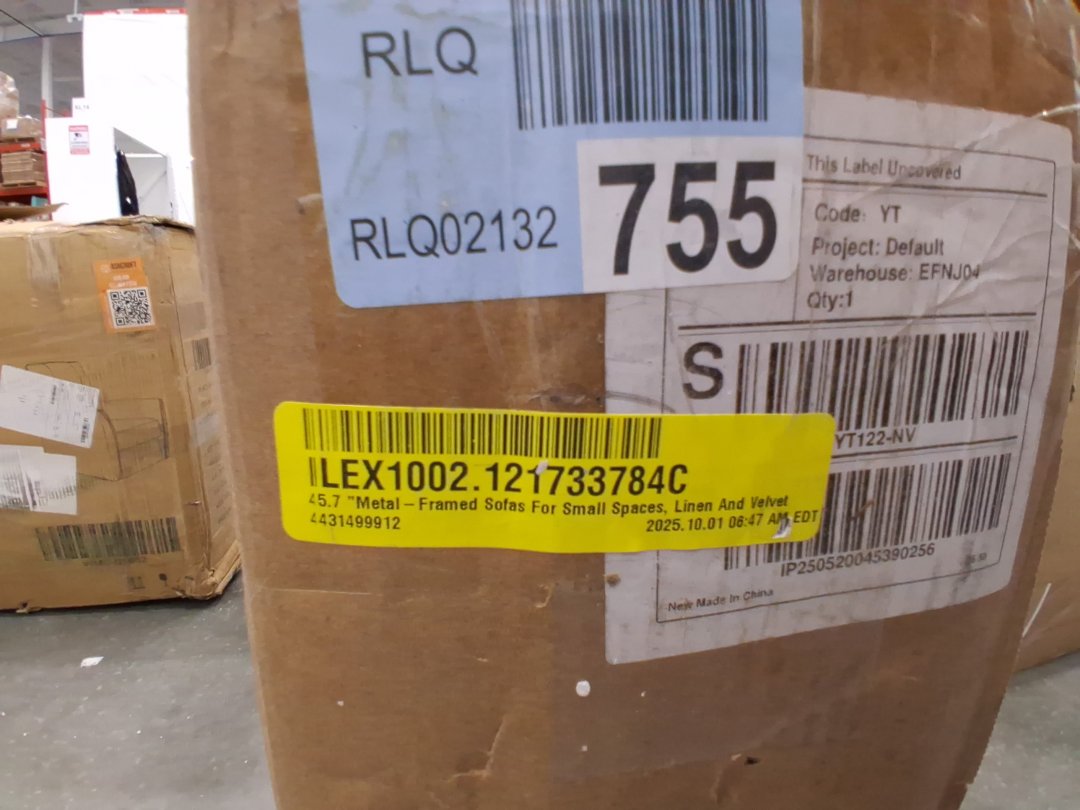 RLQ
RLQ02132
755
This Label Uncovered
Code: YT
Project: Default
Warehouse: EFNJ04
Qty:1
S
YT122-NV
LEX1002.121733784C
45.7 "Metal-Framed Sofas For Small Spaces, Linen And Velvet
4431499912
2025.10.01 06:47 AM EDT
IP250520045390256
New Made In China